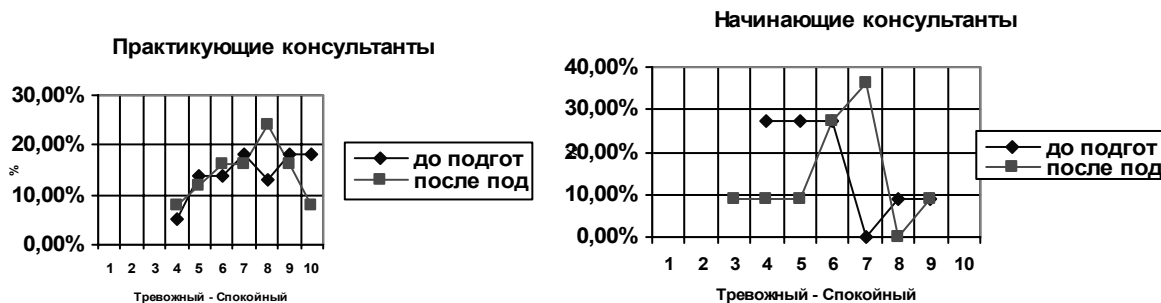 Практикующие консультанты
30,00%
20,00%
10,00%
0,00%
%
1 2 3 4 5 6 7 8 9 10
Тревожный - Спокойный
до подгот
после под
Начинающие консультанты
40,00%
30,00%
20,00%
10,00%
0,00%
1 2 3 4 5 6 7 8 9 10
Тревожный - Спокойный
до подгот
после под